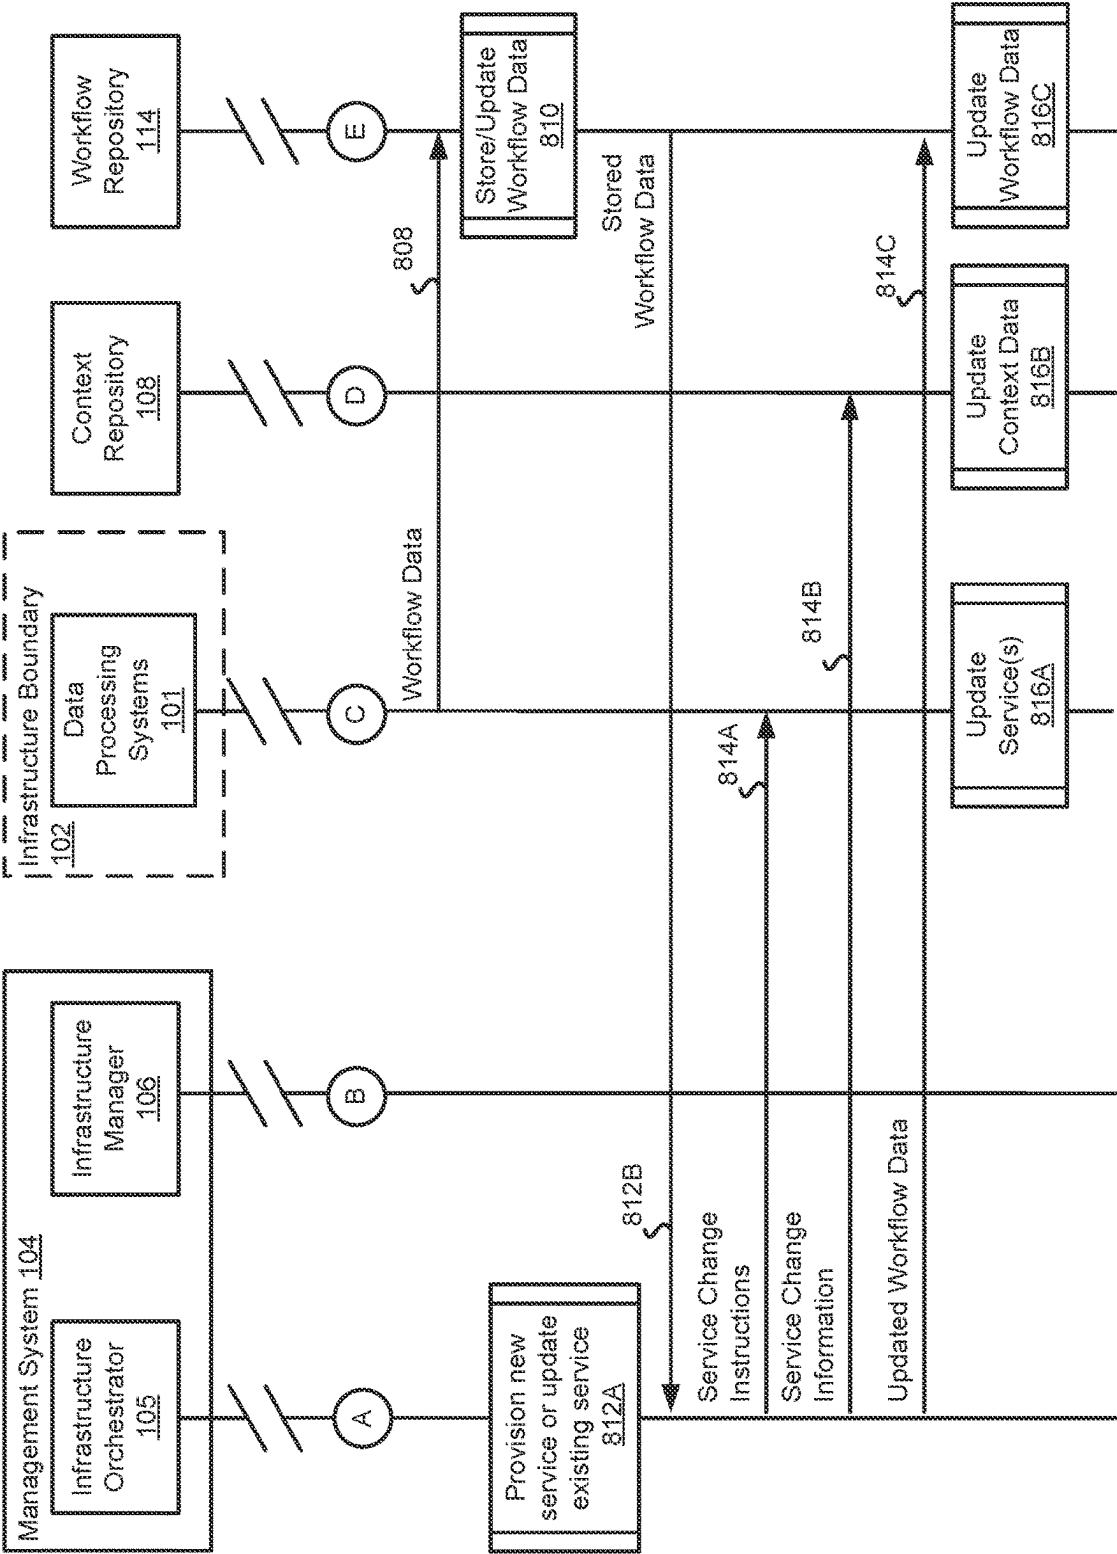 Management System 104
Infrastructure
Orchestrator
105
Infrastructure
Manager
106
Infrastructure Boundary
102
Data
Processing
Systems
101
Context
Repository
108
Workflow
Repository
114
A
B
C
D
E
Workflow Data
808
Store/Update
Workflow Data
810
Provision new
service or update
existing service
812A
812B
Stored
Workflow Data
Service Change
Instructions
814A
Service Change
Information
814B
Updated Workflow Data
814C
Update
Service(s)
816A
Update
Context Data
816B
Update
Workflow Data
816C